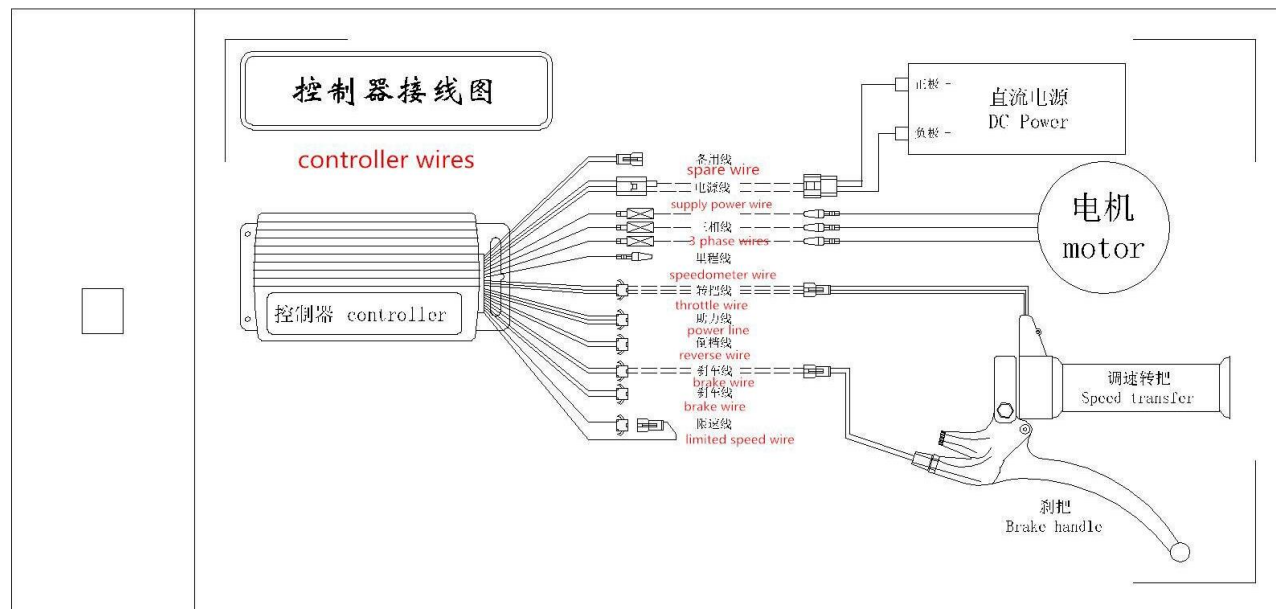 控制器接线图
controller wires
正极 -
直流电源
DC Power
负极 -
备用线
spare wire
电源线
supply power wire
三相线
3 phase wires
电机
motor
里程线
speedometer wire
转把线
throttle wire
控制器 controller
助力线
power line
倒档线
reverse wire
刹车线
brake wire
刹车线
brake wire
限速线
limited speed wire
调速转把
Speed transfer
刹把
Brake handle